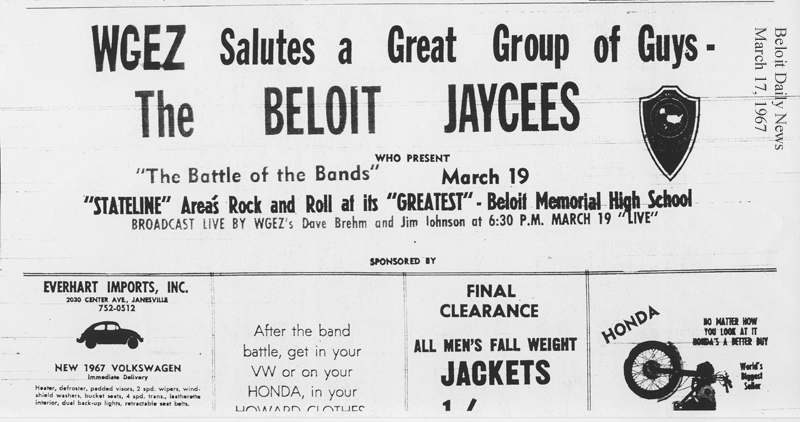 WGEZ Salutes a Great Group of Guys -
The BELOIT JAYCEES
WHO PRESENT
"The Battle of the Bands" March 19
"STATELINE" Area's Rock and Roll at its "GREATEST" - Beloit Memorial High School
BROADCAST LIVE BY WGEZ's Dave Brehm and Jim Johnson at 6:30 P.M. MARCH 19 "LIVE"
SPONSORED BY
Beloit Daily News
March 17, 1967
EVERHART IMPORTS, INC.
2030 CENTER AVE., JANESVILLE
752-0512
NEW 1967 VOLKSWAGEN
Immediate Delivery
Heater, defroster, padded visors, 2 spd. wipers, wind-
shield washers, bucket seats, 4 spd. trans., leatherette
interior, dual back-up lights, retractable seat belts.
After the band
battle, get in your
VW or on your
HONDA, in your
HOWARD CLOTHES
FINAL
CLEARANCE
ALL MEN'S FALL WEIGHT
JACKETS
HONDA
NO MATTER HOW
YOU LOOK AT IT
HONDA'S A BETTER BUY
World's
Biggest
Seller